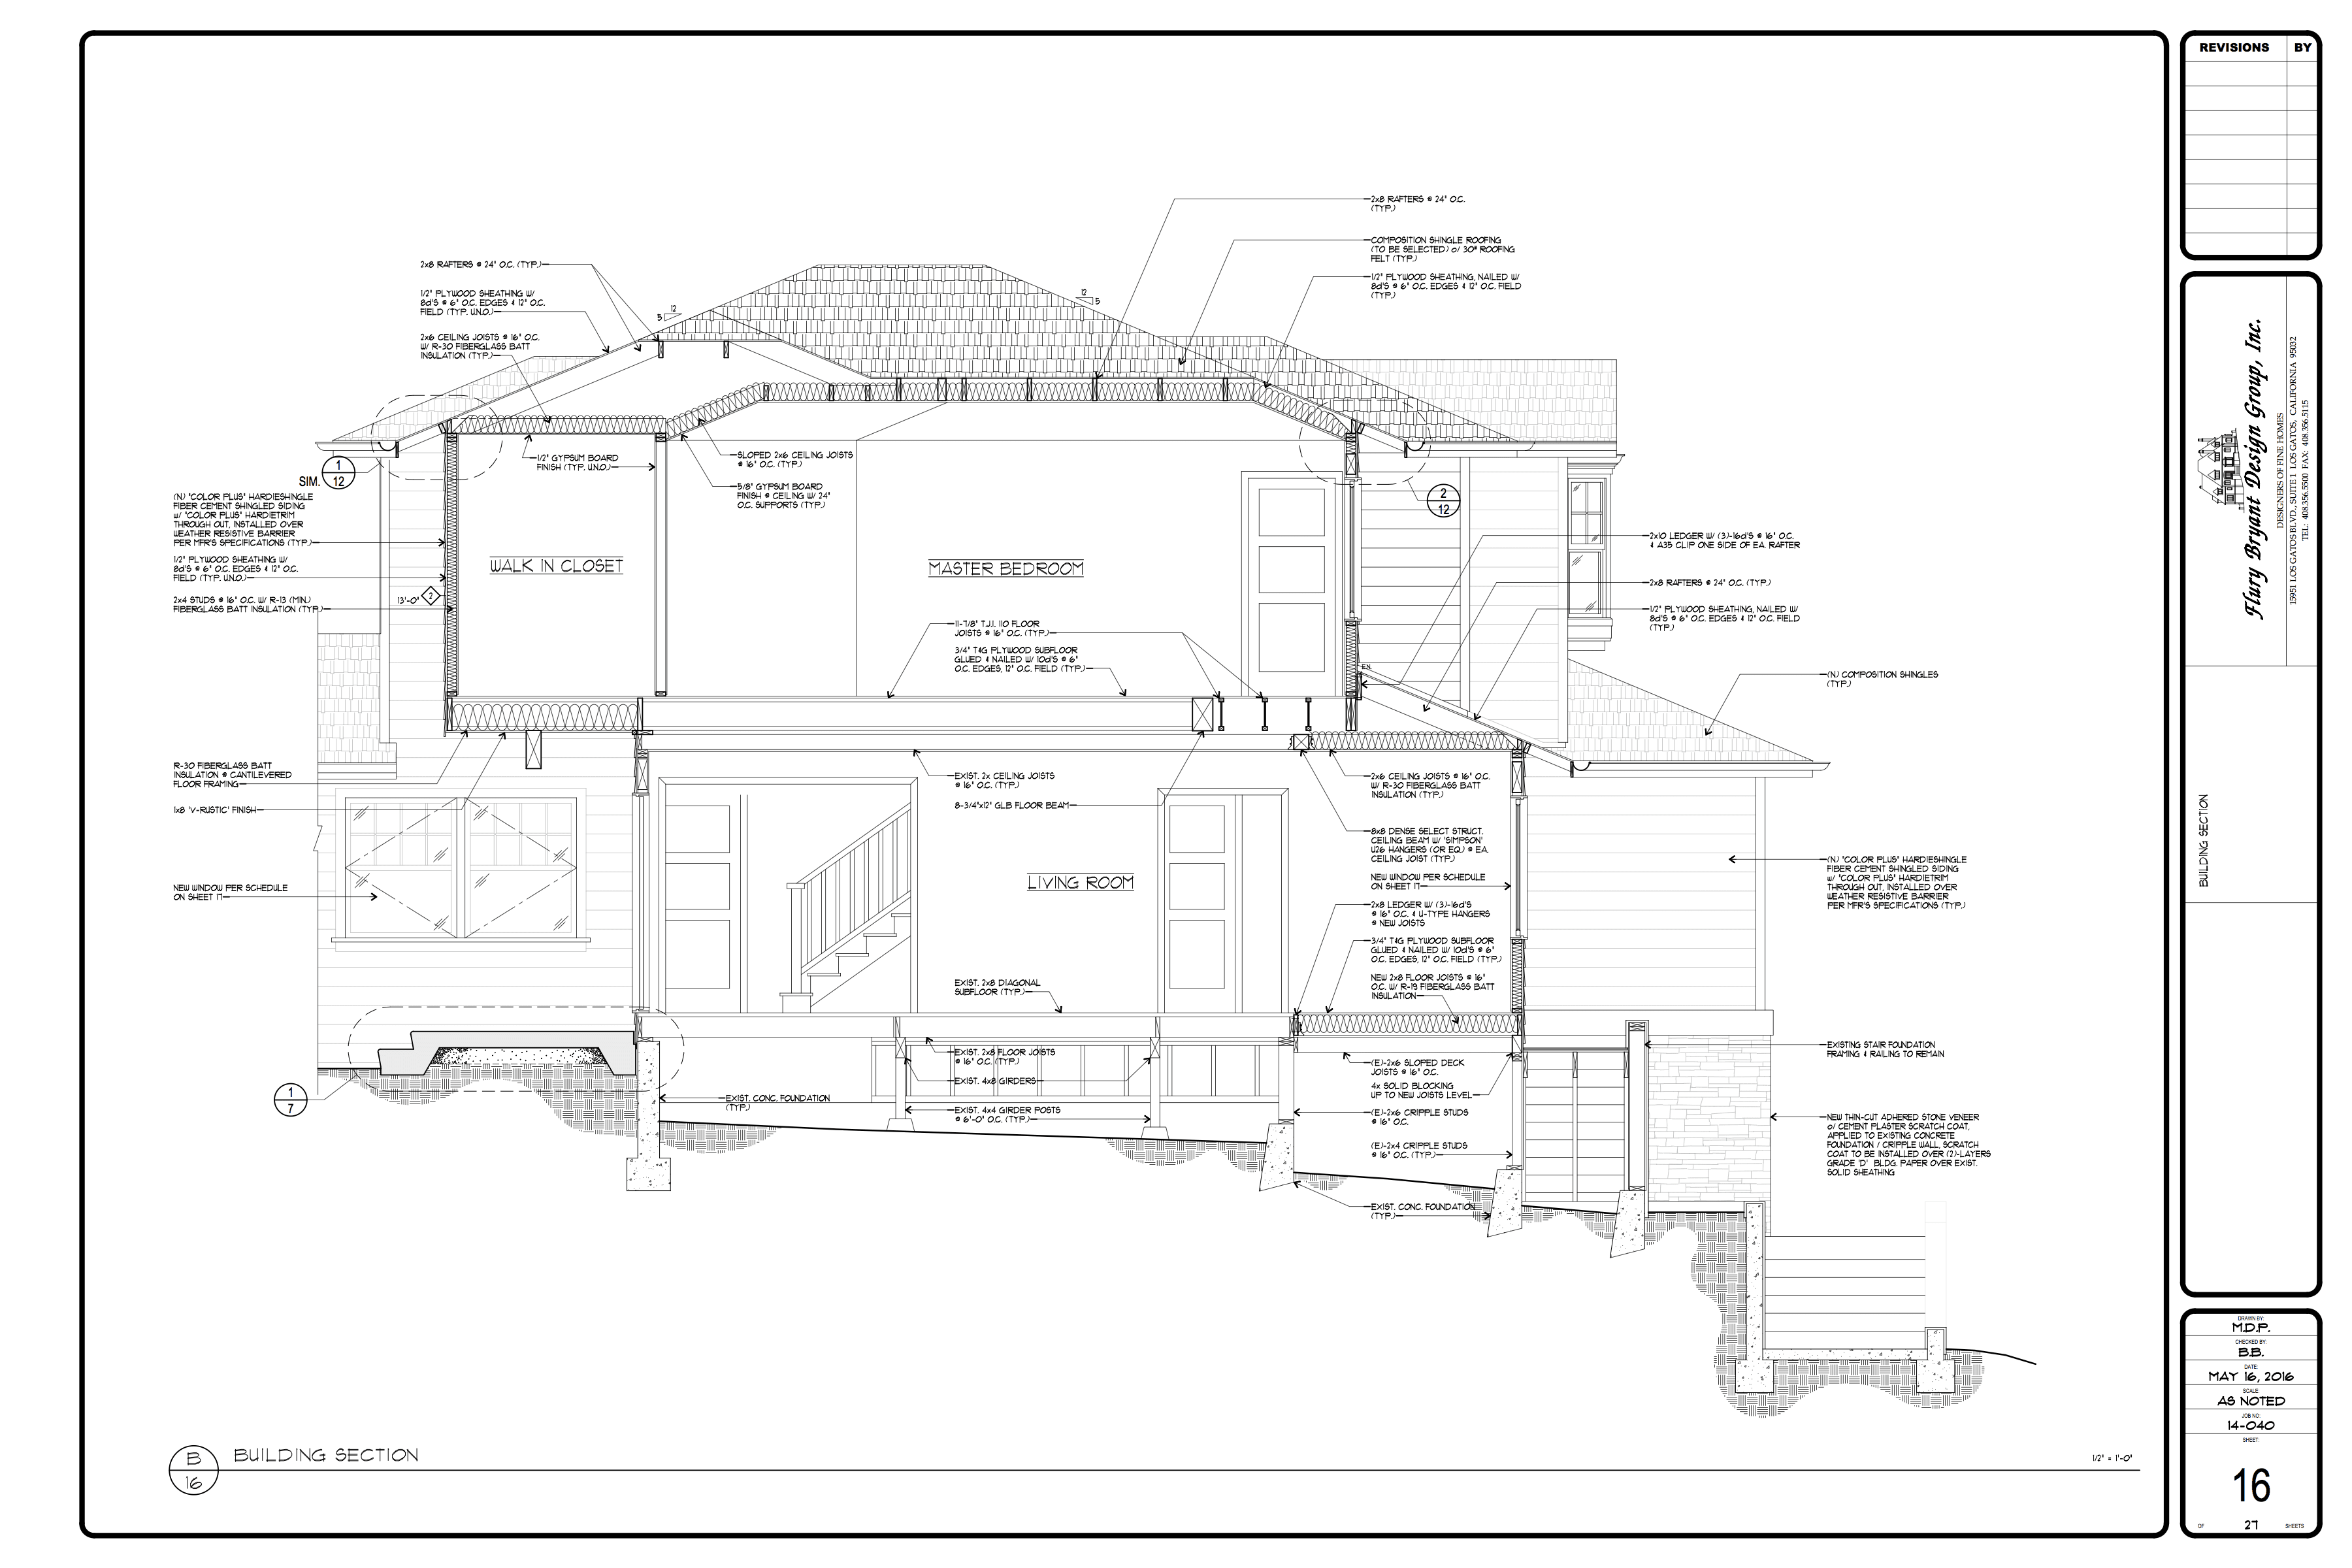 REVISIONS BY
2x8 RAFTERS @ 24" O.C.
(TYP.)
COMPOSITION SHINGLE ROOFING
(TO BE SELECTED) o/ 30# ROOFING
FELT (TYP.)
1/2" PLYWOOD SHEATHING, NAILED W/
8d'S @ 6" O.C. EDGES & 12" O.C. FIELD
(TYP.)
2x8 RAFTERS @ 24" O.C. (TYP.)
1/2" PLYWOOD SHEATHING W/
8d'S @ 6" O.C. EDGES & 12" O.C.
FIELD (TYP. U.N.O.)
2x6 CEILING JOISTS @ 16" O.C.
W/ R-30 FIBERGLASS BATT
INSULATION (TYP.)
12
5
12
5
1/2" GYPSUM BOARD
FINISH (TYP. U.N.O.)
SLOPED 2x6 CEILING JOISTS
@ 16" O.C. (TYP.)
5/8" GYPSUM BOARD
FINISH @ CEILING W/ 24"
O.C. SUPPORTS (TYP.)
SIM.
1
12
2
12
(N) "COLOR PLUS" HARDIESHINGLE
FIBER CEMENT SHINGLED SIDING
w/ "COLOR PLUS" HARDIETRIM
THROUGH OUT, INSTALLED OVER
WEATHER RESISTIVE BARRIER
PER MFR'S SPECIFICATIONS (TYP.)
1/2" PLYWOOD SHEATHING W/
8d'S @ 6" O.C. EDGES & 12" O.C.
FIELD (TYP. U.N.O.)
2x4 STUDS @ 16" O.C. W/ R-13 (MIN.)
FIBERGLASS BATT INSULATION (TYP.)
13'-0"
2
WALK IN CLOSET
MASTER BEDROOM
2x10 LEDGER W/ (3)-16d'S @ 16" O.C.
& A35 CLIP ONE SIDE OF EA. RAFTER
2x8 RAFTERS @ 24" O.C. (TYP.)
1/2" PLYWOOD SHEATHING, NAILED W/
8d'S @ 6" O.C. EDGES & 12" O.C. FIELD
(TYP.)
11-7/8" T.J.I. 110 FLOOR
JOISTS @ 16" O.C. (TYP.)
3/4" T&G PLYWOOD SUBFLOOR
GLUED & NAILED W/ 10d'S @ 6"
O.C. EDGES, 12" O.C. FIELD (TYP.)
E.N.
(N) COMPOSITION SHINGLES
(TYP.)
R-30 FIBERGLASS BATT
INSULATION @ CANTILEVERED
FLOOR FRAMING
1x8 'V-RUSTIC' FINISH
EXIST. 2x CEILING JOISTS
@ 16" O.C. (TYP.)
8-3/4"x12" GLB FLOOR BEAM
2x6 CEILING JOISTS @ 16" O.C.
W/ R-30 FIBERGLASS BATT
INSULATION (TYP.)
8x8 DENSE SELECT STRUCT.
CEILING BEAM W/ 'SIMPSON'
U26 HANGERS (OR EQ.) @ EA.
CEILING JOIST (TYP.)
NEW WINDOW PER SCHEDULE
ON SHEET 17
NEW WINDOW PER SCHEDULE
ON SHEET 17
LIVING ROOM
(N) "COLOR PLUS" HARDIESHINGLE
FIBER CEMENT SHINGLED SIDING
w/ "COLOR PLUS" HARDIETRIM
THROUGH OUT, INSTALLED OVER
WEATHER RESISTIVE BARRIER
PER MFR'S SPECIFICATIONS (TYP.)
2x8 LEDGER W/ (3)-16d'S
@ 16" O.C. & U-TYPE HANGERS
@ NEW JOISTS
3/4" T&G PLYWOOD SUBFLOOR
GLUED & NAILED W/ 10d'S @ 6"
O.C. EDGES, 12" O.C. FIELD (TYP.)
NEW 2x8 FLOOR JOISTS @ 16"
O.C. W/ R-19 FIBERGLASS BATT
INSULATION
EXIST. 2x8 DIAGONAL
SUBFLOOR (TYP.)
EXIST. 2x8 FLOOR JOISTS
@ 16" O.C. (TYP.)
EXIST. 4x8 GIRDERS
EXIST. 4x4 GIRDER POSTS
@ 6'-0" O.C. (TYP.)
EXIST. CONC. FOUNDATION
(TYP.)
1
7
(E)-2x6 SLOPED DECK
JOISTS @ 16" O.C.
4x SOLID BLOCKING
UP TO NEW JOISTS LEVEL
(E)-2x6 CRIPPLE STUDS
@ 16" O.C.
(E)-2x4 CRIPPLE STUDS
@ 16" O.C. (TYP.)
EXIST. CONC. FOUNDATION
(TYP.)
EXISTING STAIR FOUNDATION
FRAMING & RAILING TO REMAIN
NEW THIN-CUT ADHERED STONE VENEER
o/ CEMENT PLASTER SCRATCH COAT,
APPLIED TO EXISTING CONCRETE
FOUNDATION / CRIPPLE WALL, SCRATCH
COAT TO BE INSTALLED OVER (2)-LAYERS
GRADE 'D' BLDG. PAPER OVER EXIST.
SOLID SHEATHING
B
16
BUILDING SECTION
1/2" = 1'-0"
Flury Bryant Design Group, Inc.
DESIGNERS OF FINE HOMES
15951 LOS GATOS BLVD., SUITE 1 LOS GATOS, CALIFORNIA 95032
TEL: 408.356.5500 FAX: 408.356.5115
BUILDING SECTION
DRAWN BY:
M.D.P.
CHECKED BY:
B.B.
DATE:
MAY 16, 2016
SCALE:
AS NOTED
JOB NO:
14-040
SHEET:
16
OF 27 SHEETS